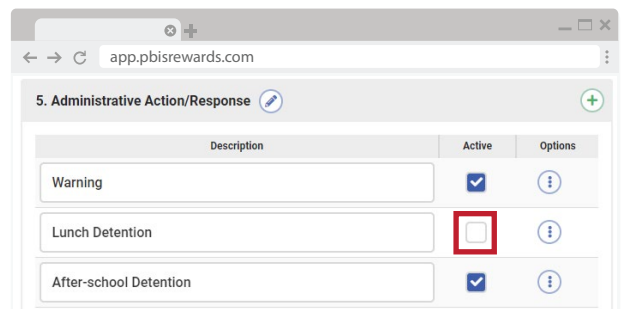 app.pbisrewards.com
5. Administrative Action/Response
Description Active Options
Warning
Lunch Detention
After-school Detention